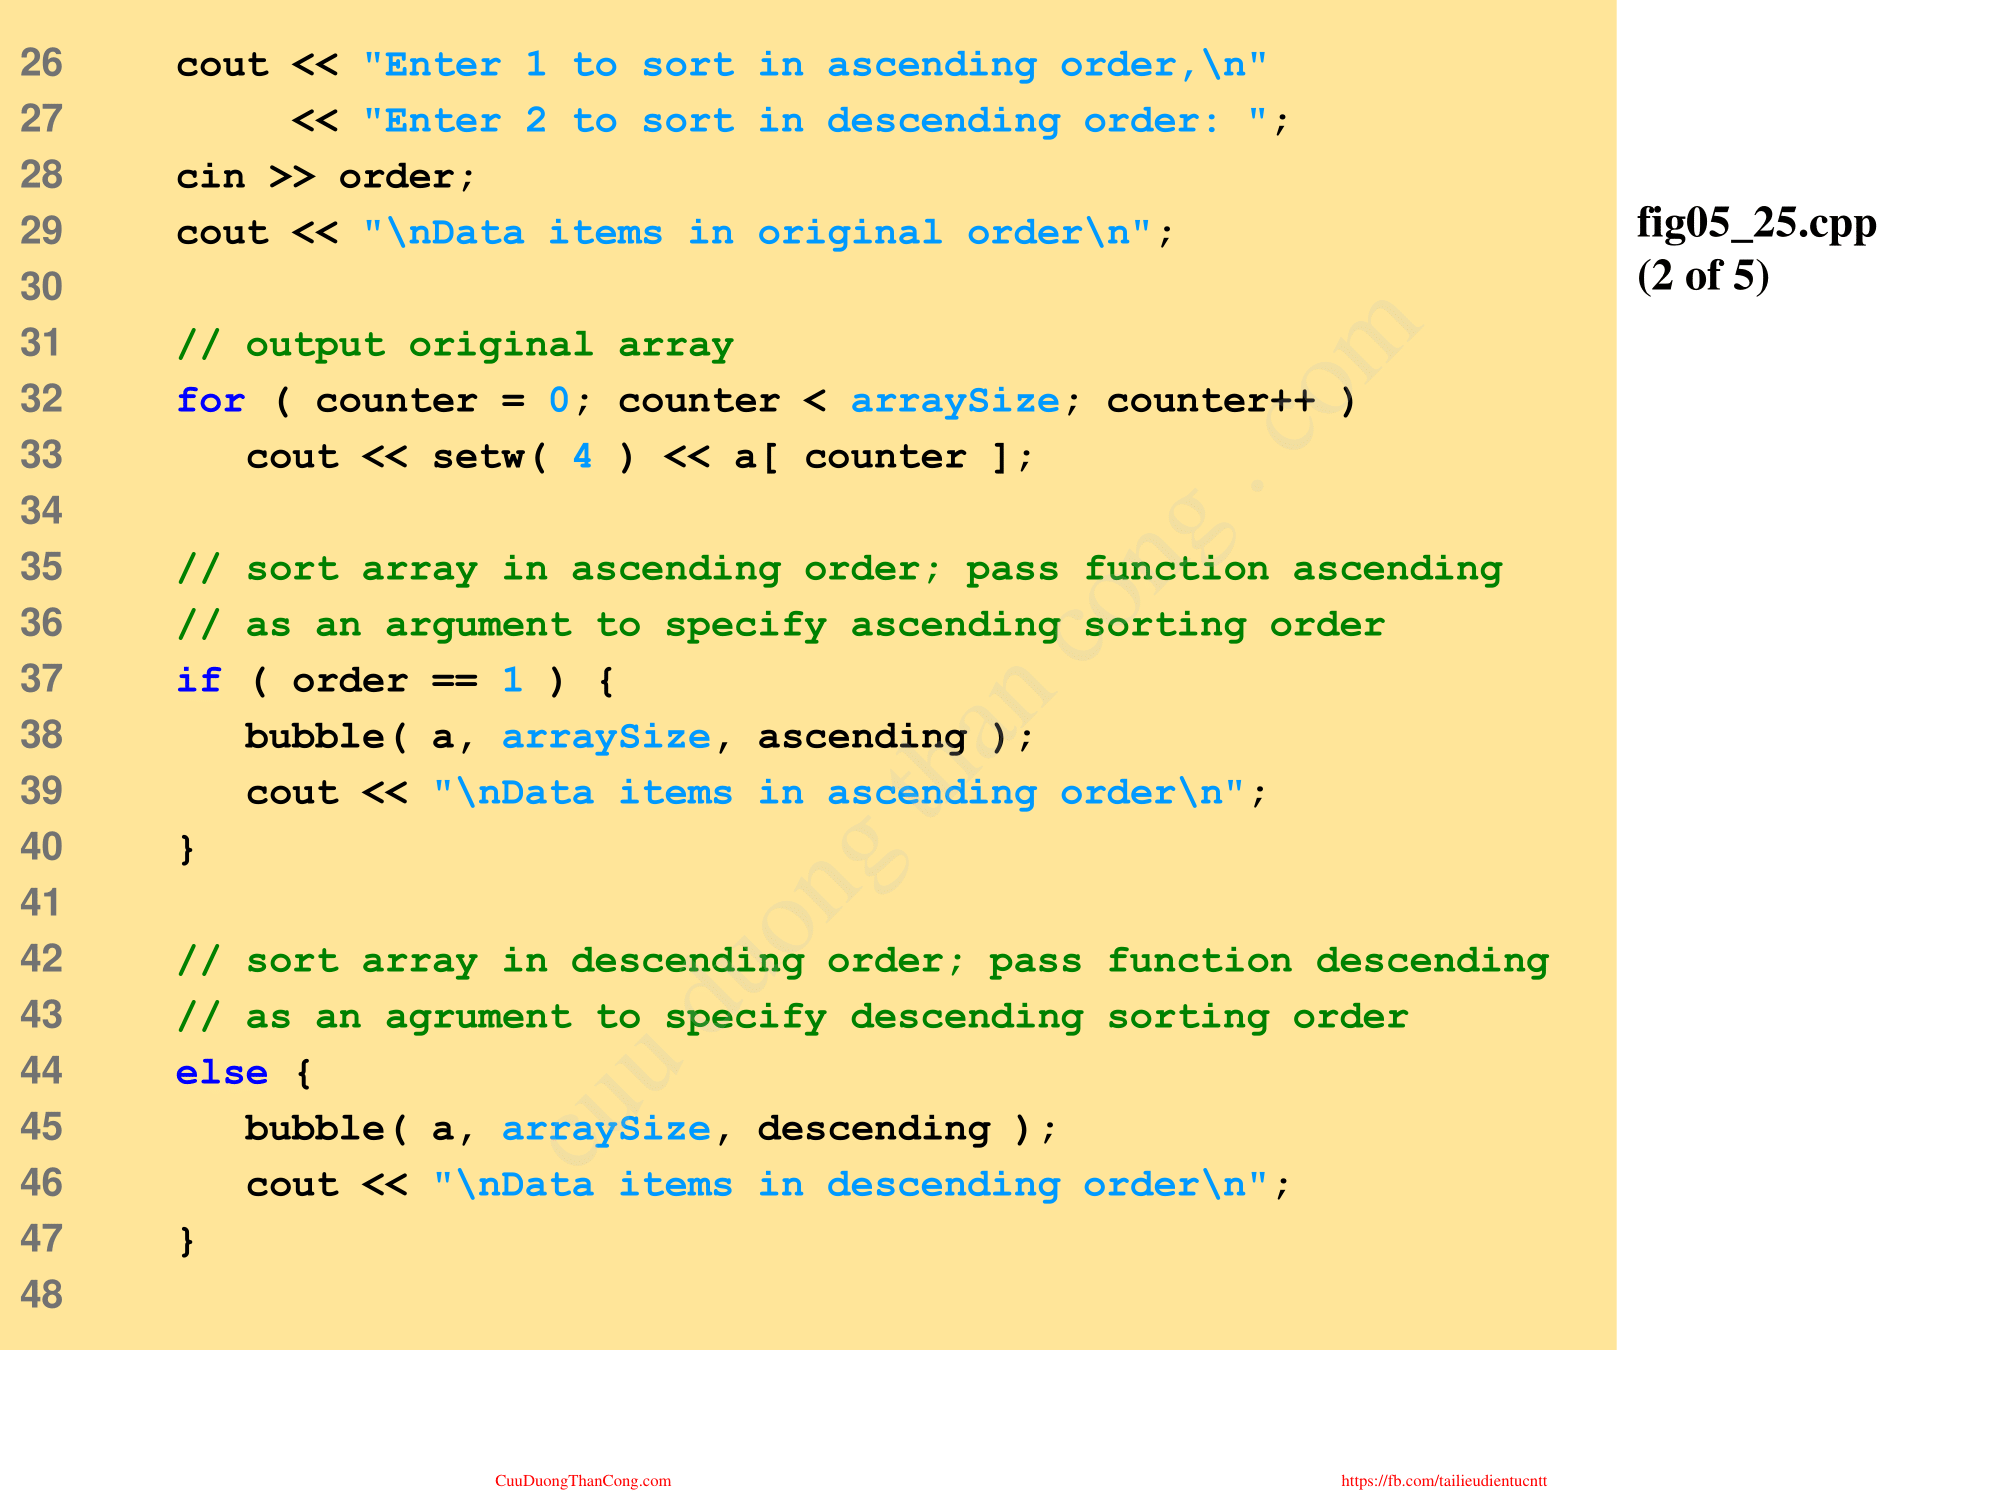 26     cout << "Enter 1 to sort in ascending order,\n"
27          << "Enter 2 to sort in descending order: ";
28     cin >> order;
29     cout << "\nData items in original order\n";
30
31     // output original array
32     for ( counter = 0; counter < arraySize; counter++ )
33        cout << setw( 4 ) << a[ counter ];
34
35     // sort array in ascending order; pass function ascending
36     // as an argument to specify ascending sorting order
37     if ( order == 1 ) {
38        bubble( a, arraySize, ascending );
39        cout << "\nData items in ascending order\n";
40     }
41
42     // sort array in descending order; pass function descending
43     // as an agrument to specify descending sorting order
44     else {
45        bubble( a, arraySize, descending );
46        cout << "\nData items in descending order\n";
47     }
48
fig05_25.cpp
(2 of 5)
cuu duong than cong . com
CuuDuongThanCong.com
https://fb.com/tailieudientucntt